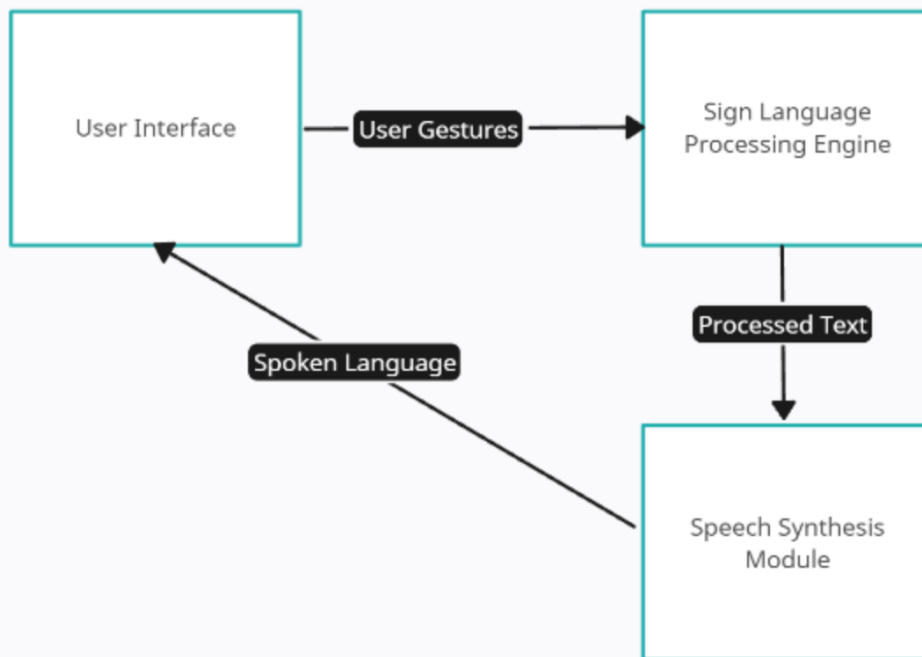 User Interface
User Gestures
Sign Language
Processing Engine
Processed Text
Spoken Language
Speech Synthesis
Module